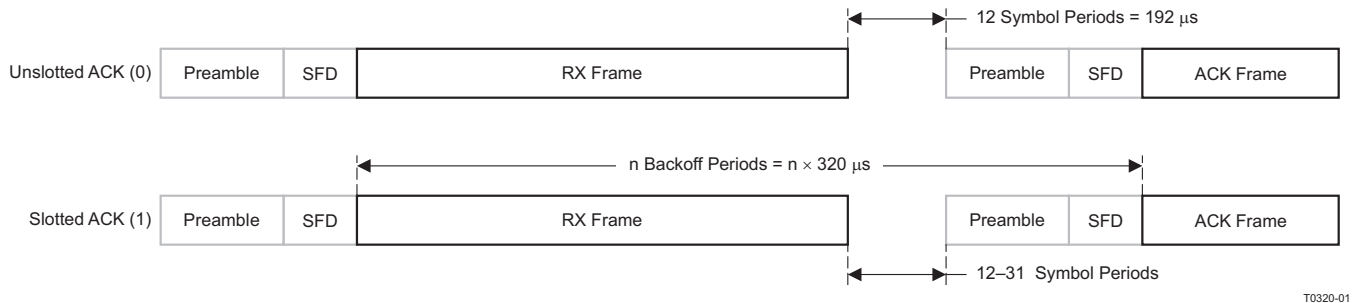 12 Symbol Periods = 192 μs
Unslotted ACK (0)
Preamble
SFD
RX Frame
Preamble
SFD
ACK Frame
n Backoff Periods = n × 320 μs
Slotted ACK (1)
Preamble
SFD
RX Frame
Preamble
SFD
ACK Frame
12–31 Symbol Periods
T0320-01